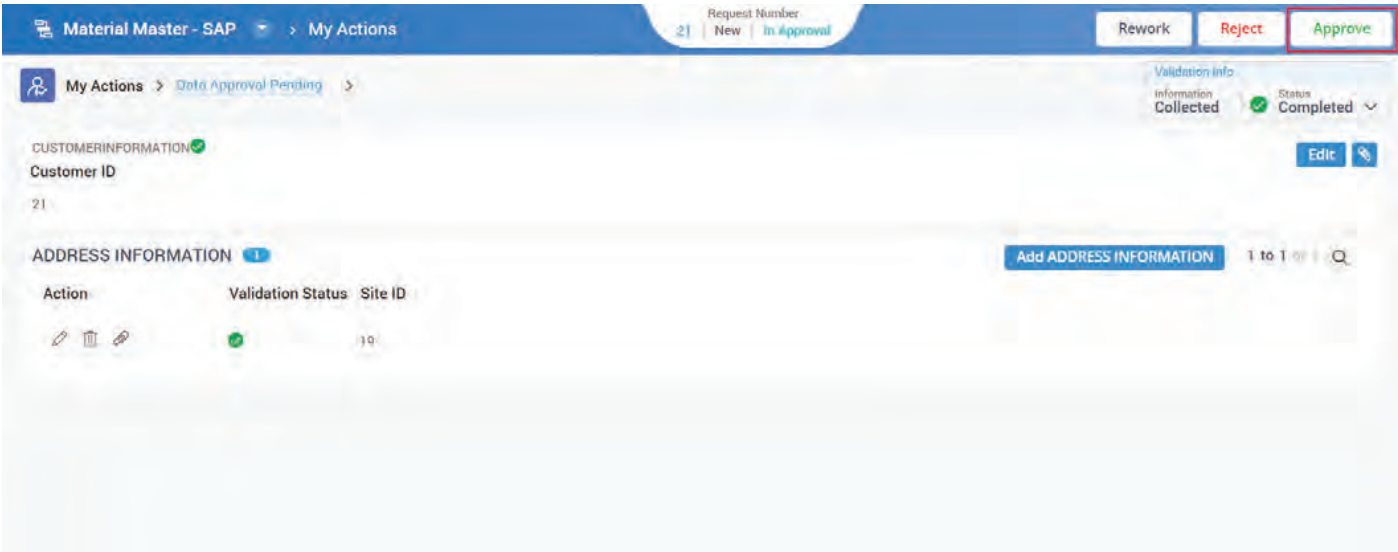 Material Master - SAP > My Actions
Request Number
21 New In Approval
Rework Reject Approve
My Actions > Data Approval Pending >
Validation Info
Information Status
Collected Completed
CUSTOMERINFORMATION
Edit
Customer ID
21
ADDRESS INFORMATION 1
Add ADDRESS INFORMATION 1 to 1 of 1
Action Validation Status Site ID
19